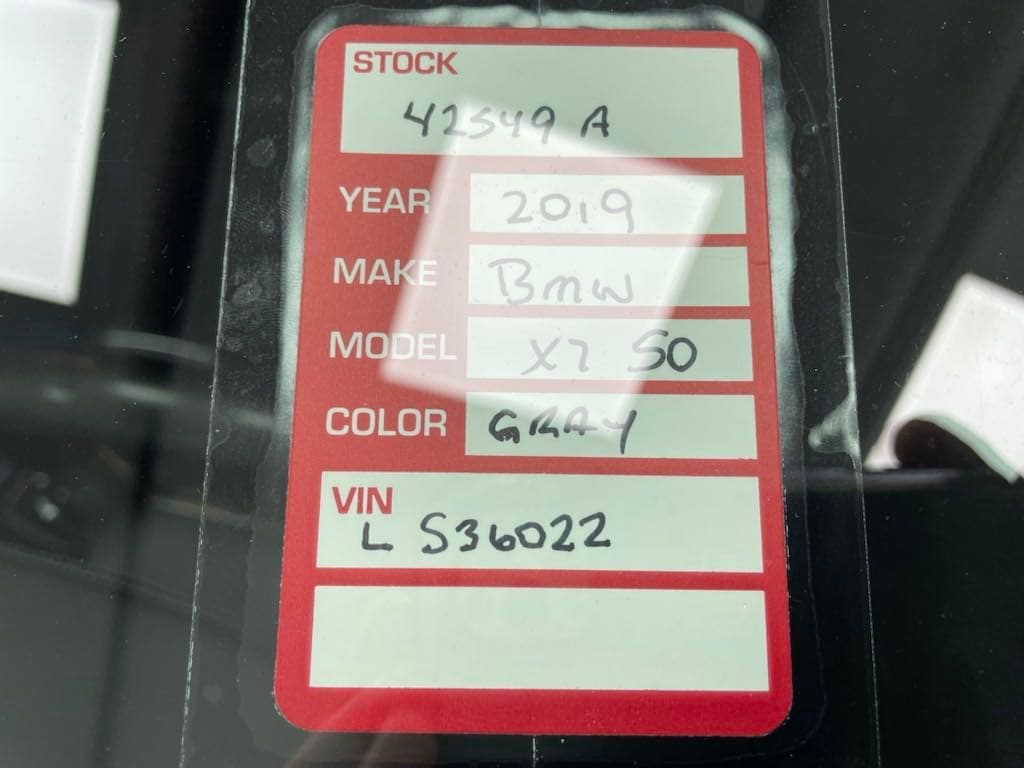 STOCK
42549 A
YEAR 2019
MAKE Bmw
MODEL X7 50
COLOR GRAY
VIN
L S36022